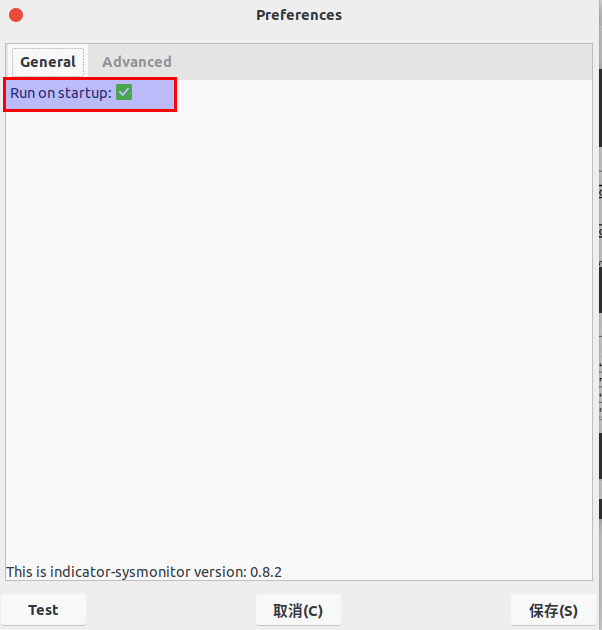 Preferences
General Advanced
Run on startup:
This is indicator-sysmonitor version: 0.8.2
Test 取消(C) 保存(S)